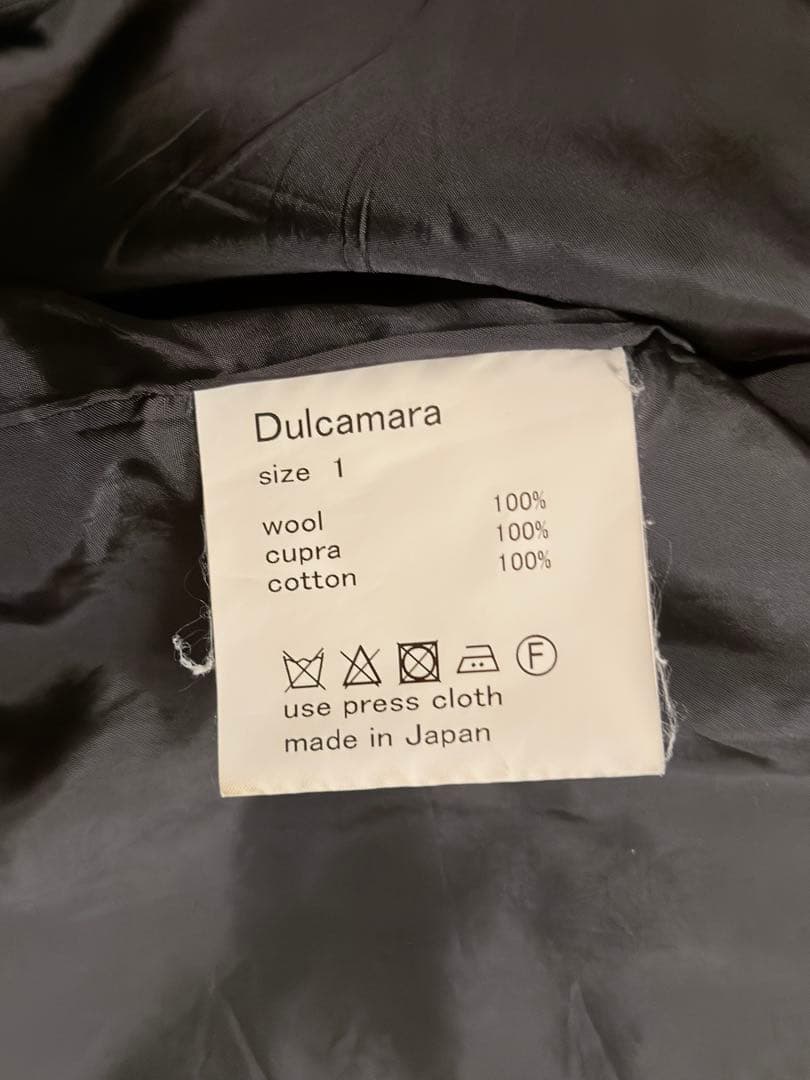 Dulcamara
size 1
wool 100%
cupra 100%
cotton 100%
F
use press cloth
made in Japan